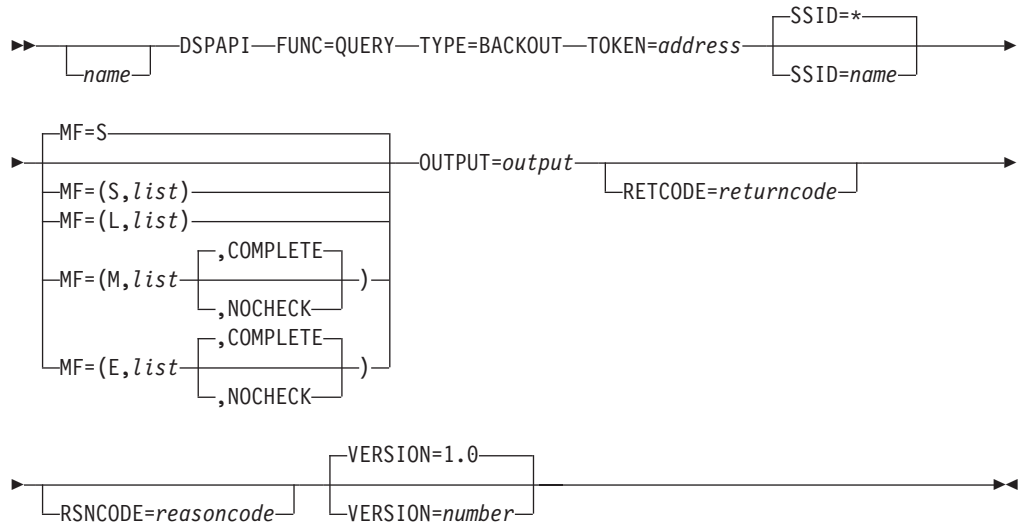 SSID=*
DSPAPI FUNC=QUERY TYPE=BACKOUT TOKEN=address
name
SSID=name
MF=S
OUTPUT=output
MF=(S,list)
RETCODE=returncode
MF=(L,list)
,COMPLETE
MF=(M,list )
,NOCHECK
,COMPLETE
MF=(E,list )
,NOCHECK
VERSION=1.0
RSNCODE=reasoncode
VERSION=number